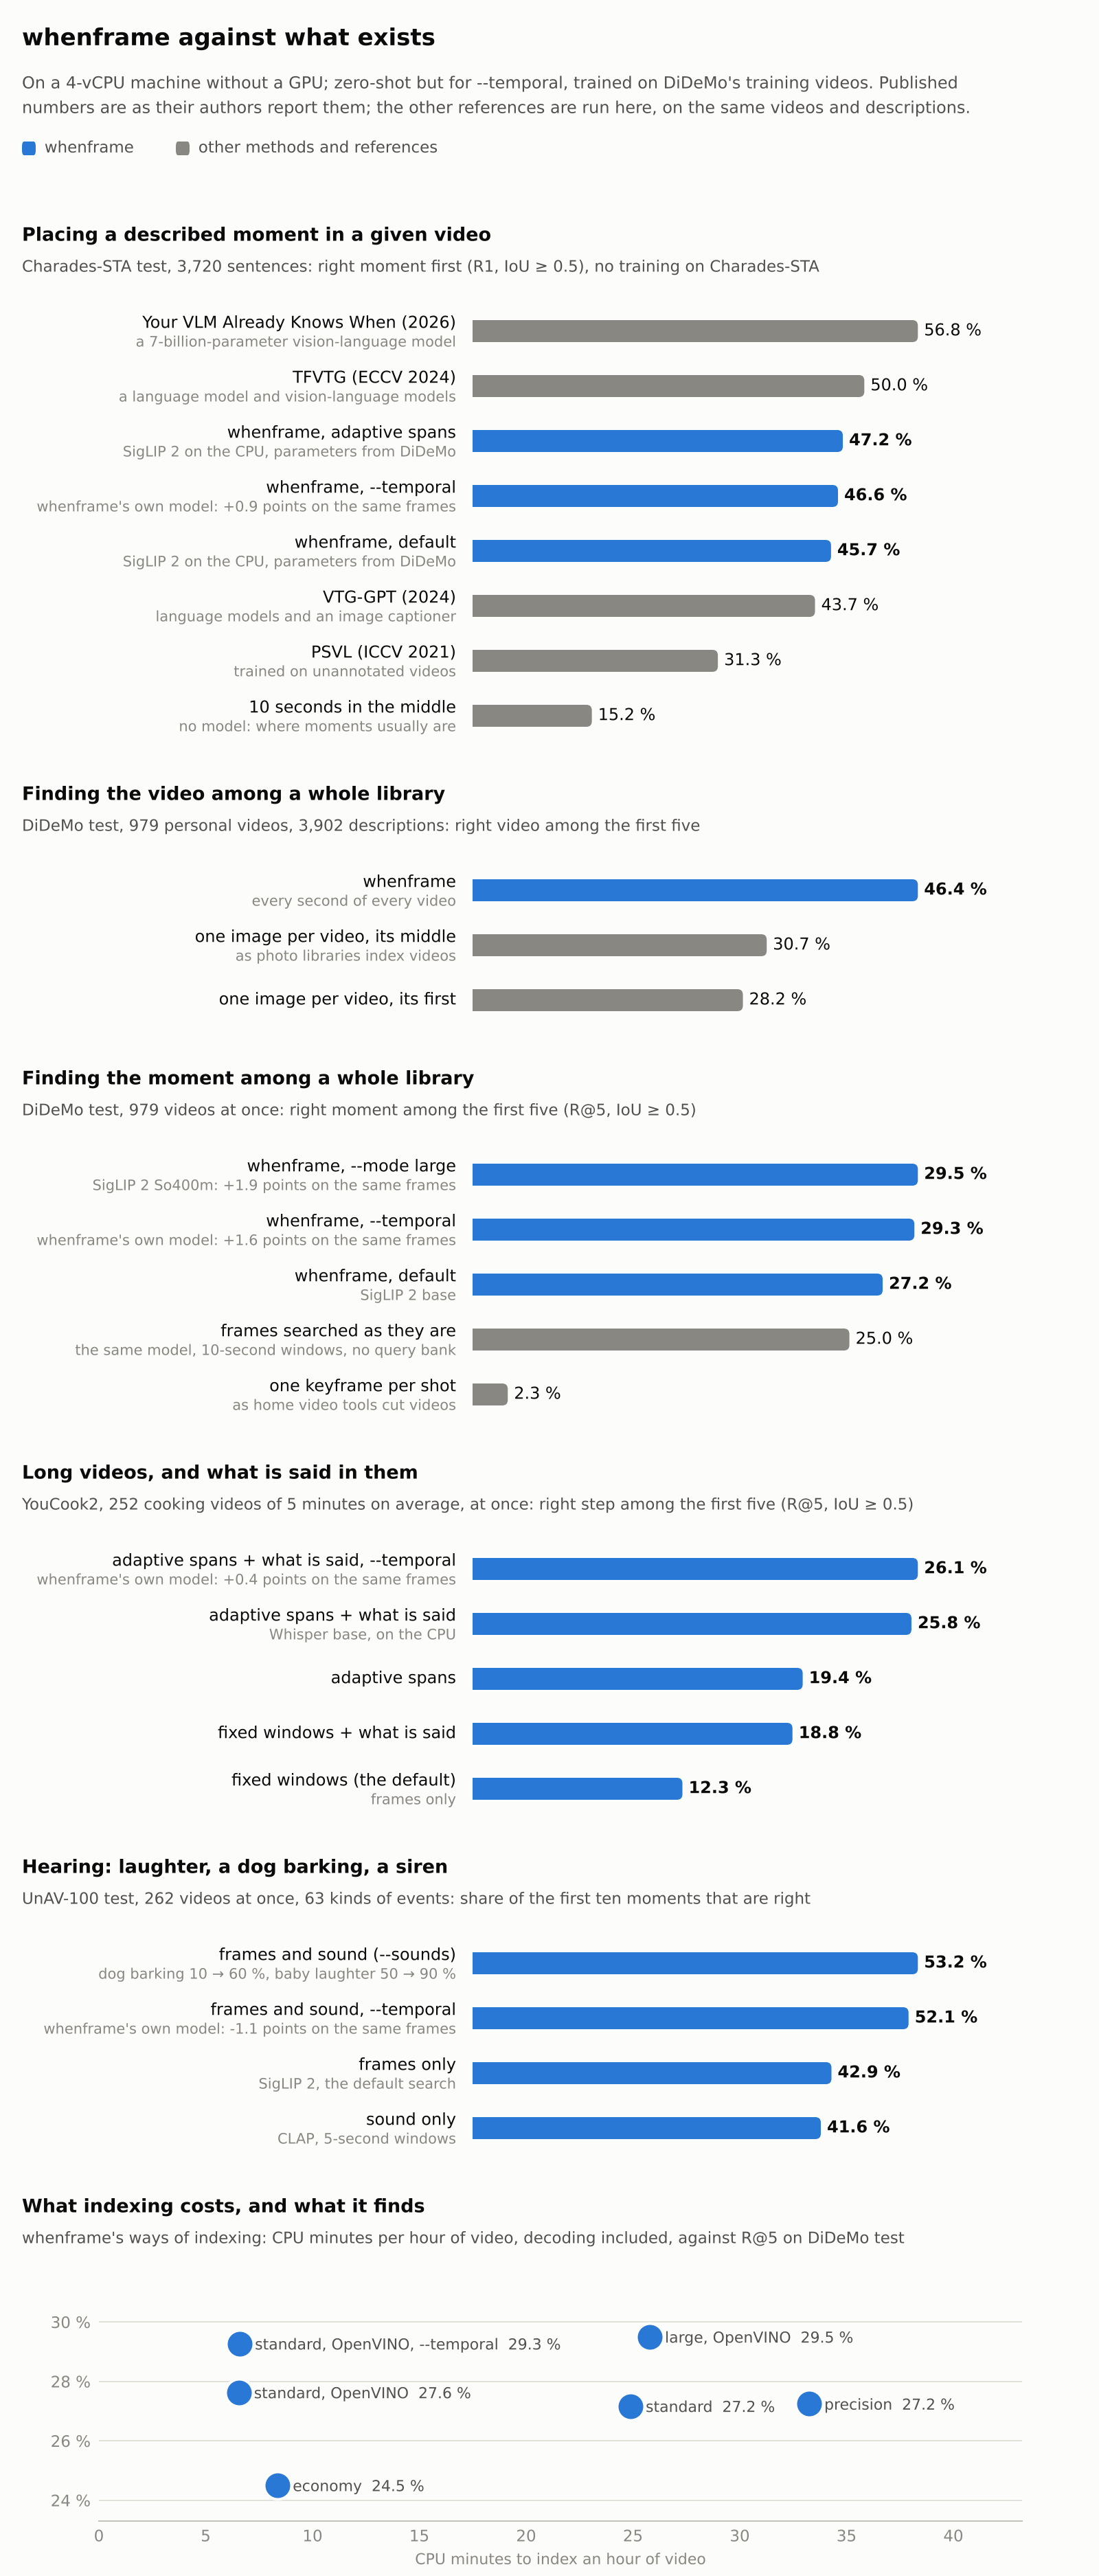 whenframe against what exists
On a 4-vCPU machine without a GPU; zero-shot but for --temporal, trained on DiDeMo's training videos. Published
numbers are as their authors report them; the other references are run here, on the same videos and descriptions.
whenframe
other methods and references
Placing a described moment in a given video
Charades-STA test, 3,720 sentences: right moment first (R1, IoU ≥ 0.5), no training on Charades-STA
Your VLM Already Knows When (2026)
a 7-billion-parameter vision-language model
56.8 %
TFVTG (ECCV 2024)
a language model and vision-language models
50.0 %
whenframe, adaptive spans
SigLIP 2 on the CPU, parameters from DiDeMo
47.2 %
whenframe, --temporal
whenframe's own model: +0.9 points on the same frames
46.6 %
whenframe, default
SigLIP 2 on the CPU, parameters from DiDeMo
45.7 %
VTG-GPT (2024)
language models and an image captioner
43.7 %
PSVL (ICCV 2021)
trained on unannotated videos
31.3 %
10 seconds in the middle
no model: where moments usually are
15.2 %
Finding the video among a whole library
DiDeMo test, 979 personal videos, 3,902 descriptions: right video among the first five
whenframe
every second of every video
46.4 %
one image per video, its middle
as photo libraries index videos
30.7 %
one image per video, its first
28.2 %
Finding the moment among a whole library
DiDeMo test, 979 videos at once: right moment among the first five (R@5, IoU ≥ 0.5)
whenframe, --mode large
SigLIP 2 So400m: +1.9 points on the same frames
29.5 %
whenframe, --temporal
whenframe's own model: +1.6 points on the same frames
29.3 %
whenframe, default
SigLIP 2 base
27.2 %
frames searched as they are
the same model, 10-second windows, no query bank
25.0 %
one keyframe per shot
as home video tools cut videos
2.3 %
Long videos, and what is said in them
YouCook2, 252 cooking videos of 5 minutes on average, at once: right step among the first five (R@5, IoU ≥ 0.5)
adaptive spans + what is said, --temporal
whenframe's own model: +0.4 points on the same frames
26.1 %
adaptive spans + what is said
Whisper base, on the CPU
25.8 %
adaptive spans
19.4 %
fixed windows + what is said
18.8 %
fixed windows (the default)
frames only
12.3 %
Hearing: laughter, a dog barking, a siren
UnAV-100 test, 262 videos at once, 63 kinds of events: share of the first ten moments that are right
frames and sound (--sounds)
dog barking 10 → 60 %, baby laughter 50 → 90 %
53.2 %
frames and sound, --temporal
whenframe's own model: -1.1 points on the same frames
52.1 %
frames only
SigLIP 2, the default search
42.9 %
sound only
CLAP, 5-second windows
41.6 %
What indexing costs, and what it finds
whenframe's ways of indexing: CPU minutes per hour of video, decoding included, against R@5 on DiDeMo test
30 %
standard, OpenVINO, --temporal 29.3 %
large, OpenVINO 29.5 %
28 %
standard, OpenVINO 27.6 %
standard 27.2 %
precision 27.2 %
26 %
economy 24.5 %
24 %
0 5 10 15 20 25 30 35 40
CPU minutes to index an hour of video